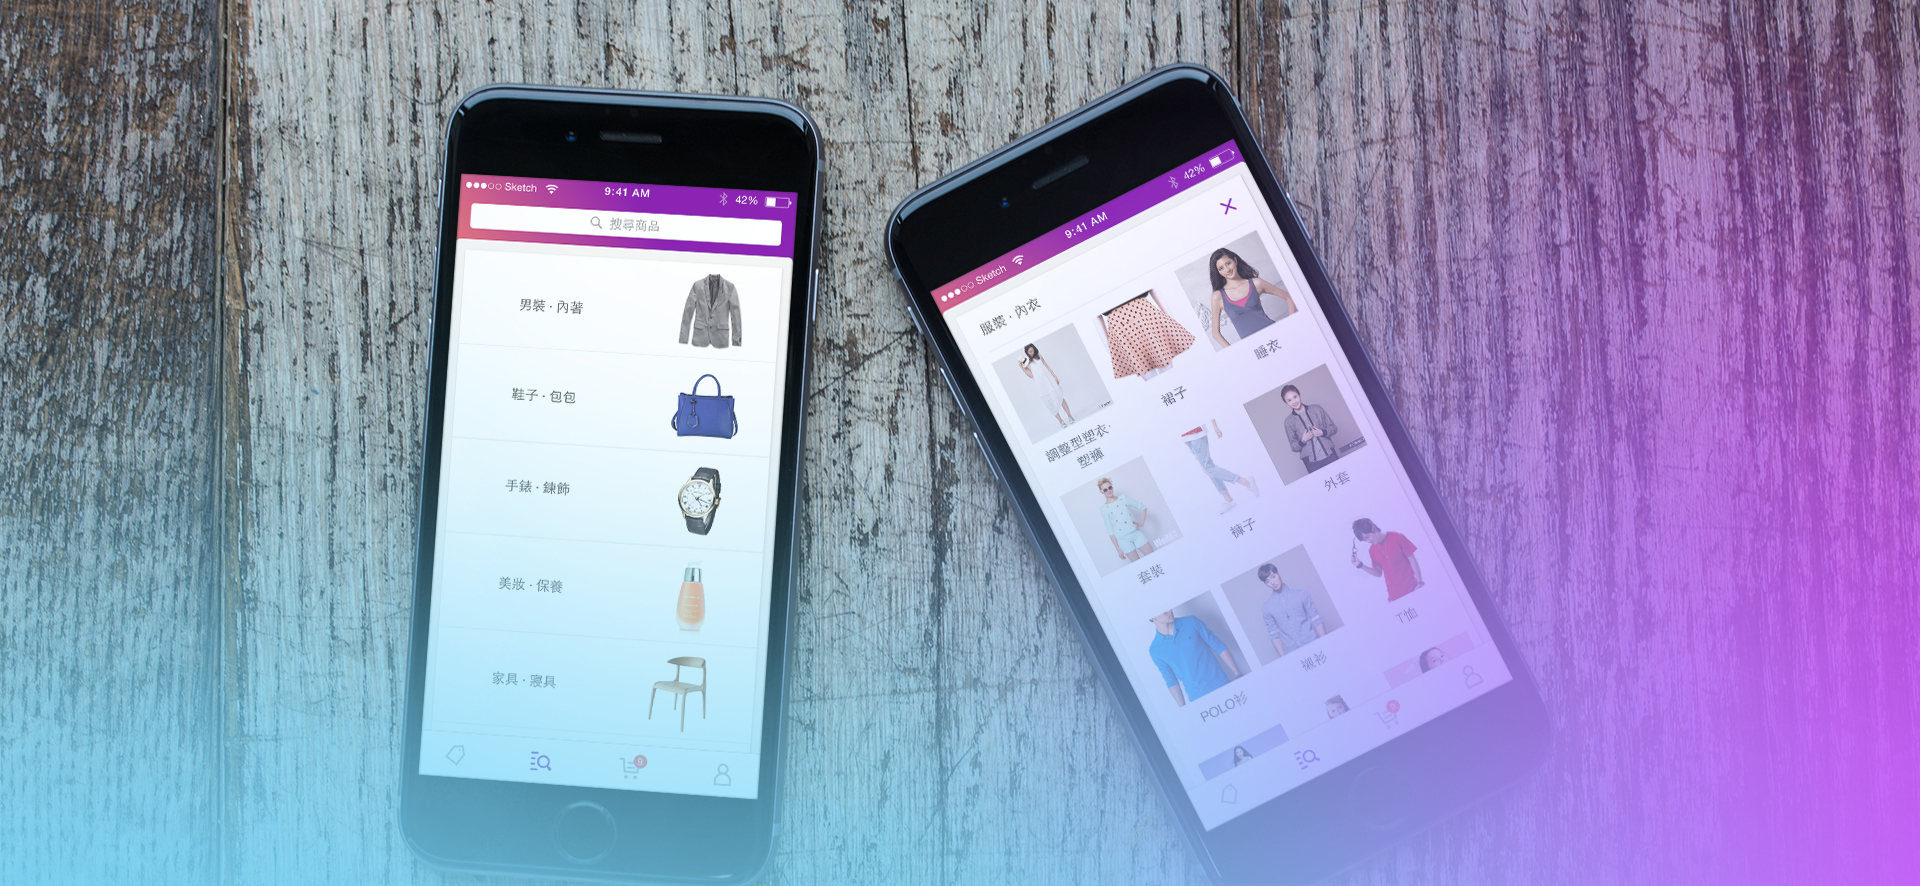 Sketch 9:41 AM 42%
搜尋商品
男裝 · 內著
鞋子 · 包包
手錶 · 鍊飾
美妝 · 保養
家具 · 寢具
9
Sketch 9:41 AM 42%
服裝 · 內衣
調整型塑衣 ·
塑褲
裙子
睡衣
套裝
褲子
外套
POLO衫
襯衫
T恤